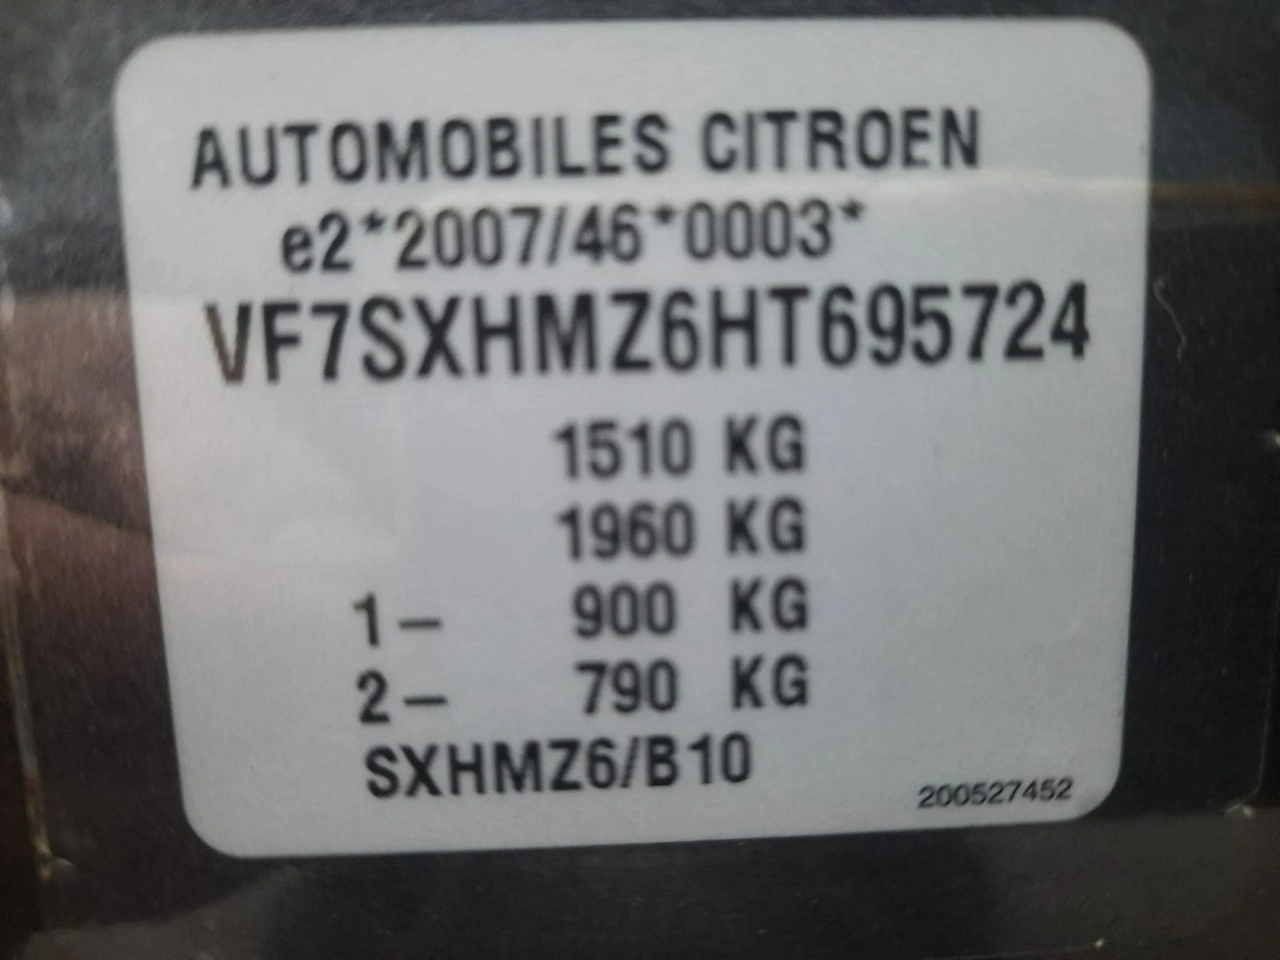 AUTOMOBILES CITROEN
e2*2007/46*0003*
VF7SXHMZ6HT695724
1510 KG
1960 KG
1- 900 KG
2- 790 KG
SXHMZ6/B10
200527452